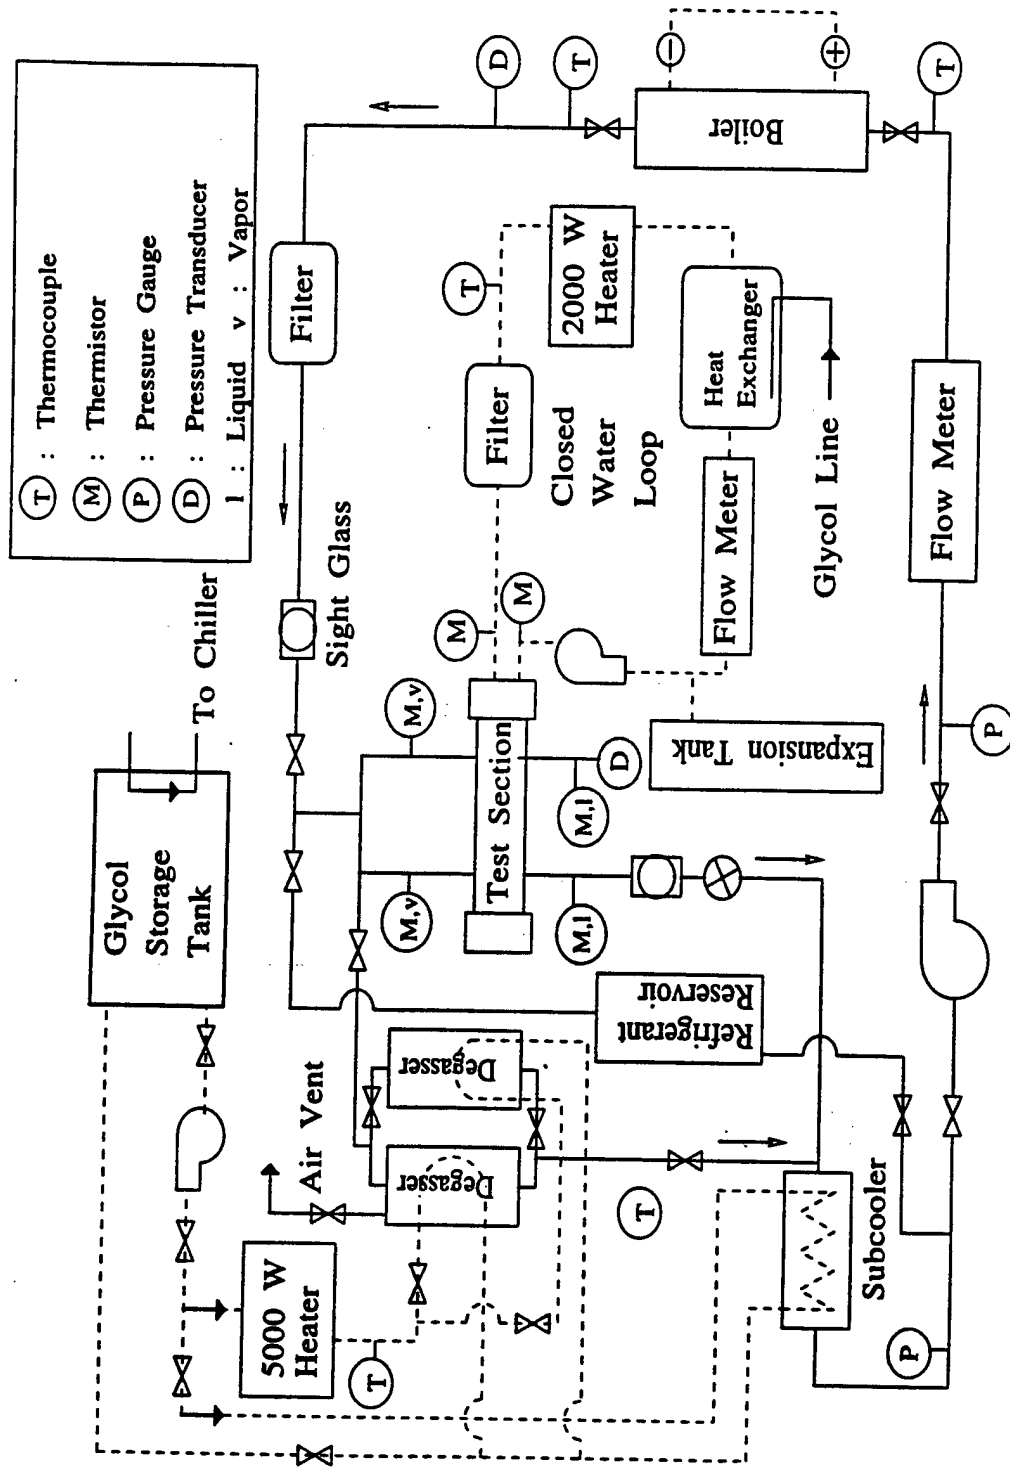 T : Thermocouple
M : Thermistor
P : Pressure Gauge
D : Pressure Transducer
l : Liquid v : Vapor
Glycol
Storage
Tank
To Chiller
Sight Glass
Filter
D
T
Boiler
−
+
T
5000 W
Heater
T
Air Vent
Degasser
Degasser
M,v
M,v
Test Section
M
M
Filter
T
2000 W
Heater
Closed
Water
Loop
Heat
Exchanger
Flow Meter
Glycol Line
M,l
M,l
D
Expansion Tank
Refrigerant
Reservoir
T
Subcooler
P
P
Flow Meter